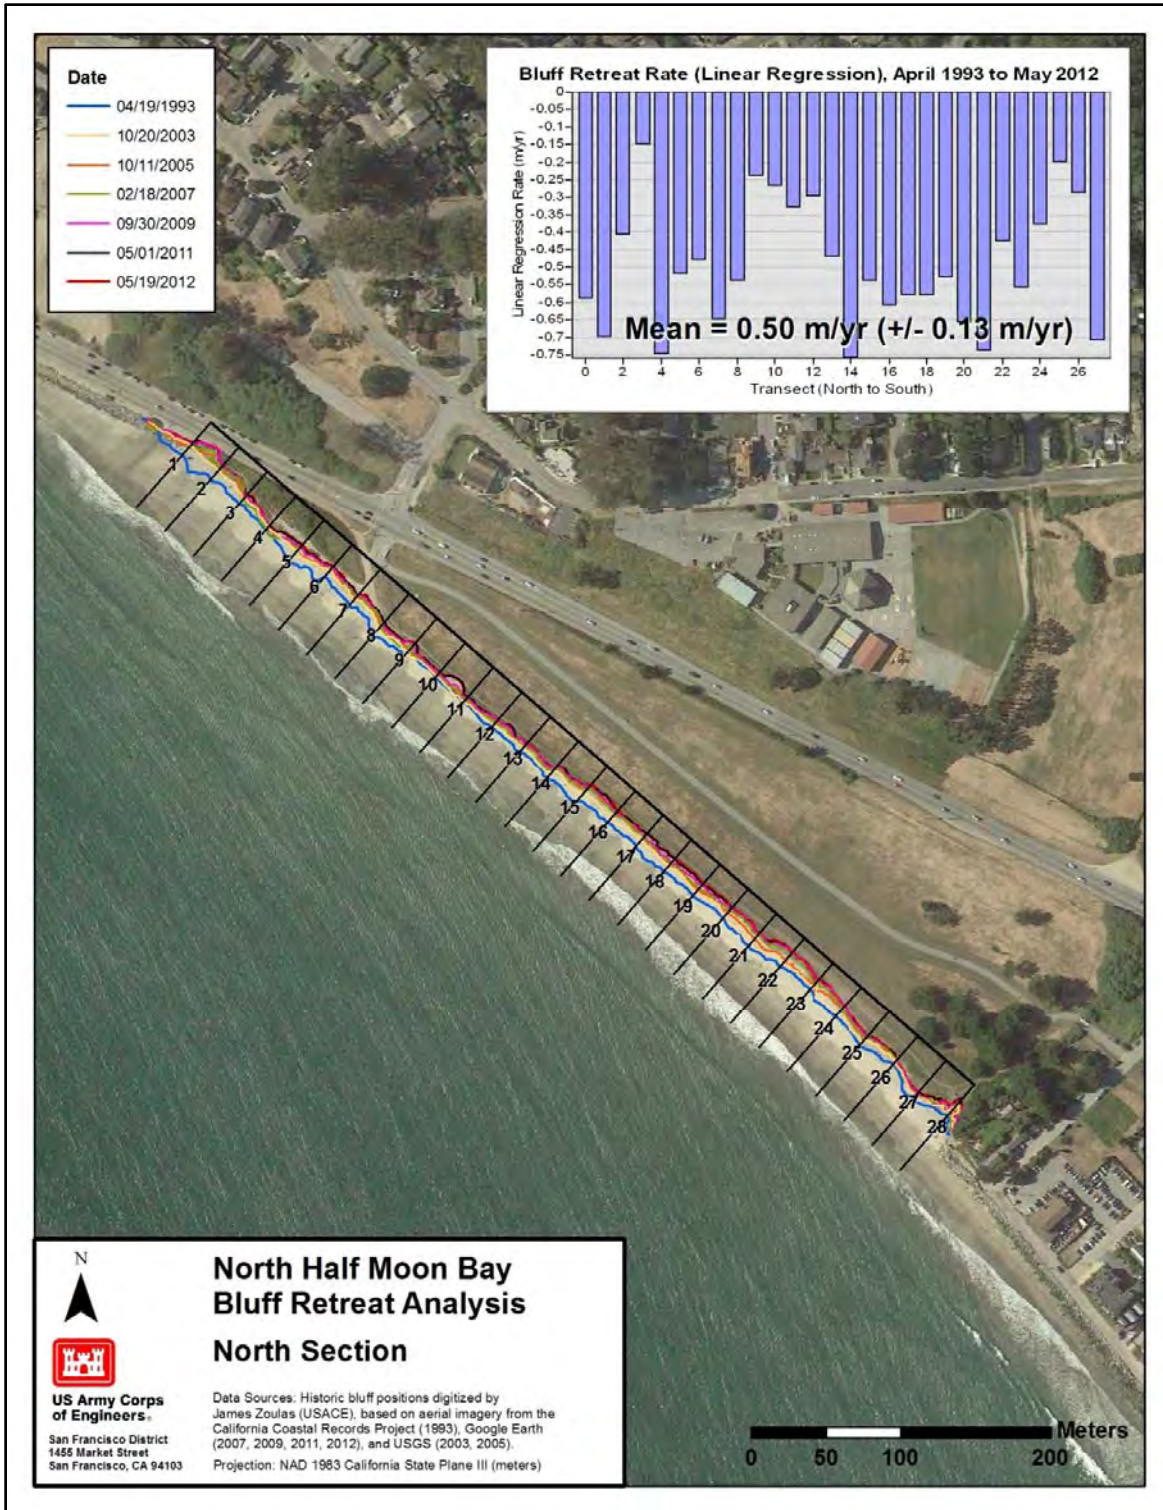 Date
04/19/1993
10/20/2003
10/11/2005
02/18/2007
09/30/2009
05/01/2011
05/19/2012
Bluff Retreat Rate (Linear Regression), April 1993 to May 2012
Linear Regression Rate (m/yr)
0
-0.05
-0.1
-0.15
-0.2
-0.25
-0.3
-0.35
-0.4
-0.45
-0.5
-0.55
-0.6
-0.65
-0.7
-0.75
Mean = 0.50 m/yr (+/- 0.13 m/yr)
0 2 4 6 8 10 12 14 16 18 20 22 24 26
Transect (North to South)
1
2
3
4
5
6
7
8
9
10
11
12
13
14
15
16
17
18
19
20
21
22
23
24
25
26
27
28
N
US Army Corps
of Engineers®
San Francisco District
1455 Market Street
San Francisco, CA 94103
North Half Moon Bay
Bluff Retreat Analysis
North Section
Data Sources: Historic bluff positions digitized by
James Zoulas (USACE), based on aerial imagery from the
California Coastal Records Project (1993), Google Earth
(2007, 2009, 2011, 2012), and USGS (2003, 2005).
Projection: NAD 1983 California State Plane III (meters)
Meters
0 50 100 200